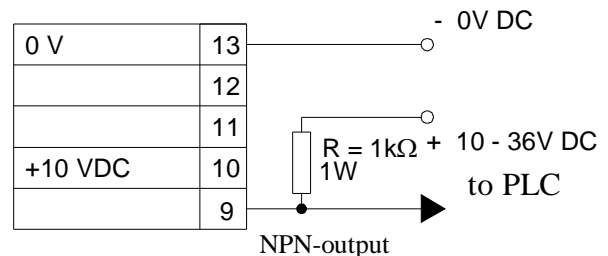 - 0V DC
0 V 13
12
11
+10 VDC 10
9
R = 1kΩ
1W
+ 10 - 36V DC
to PLC
NPN-output